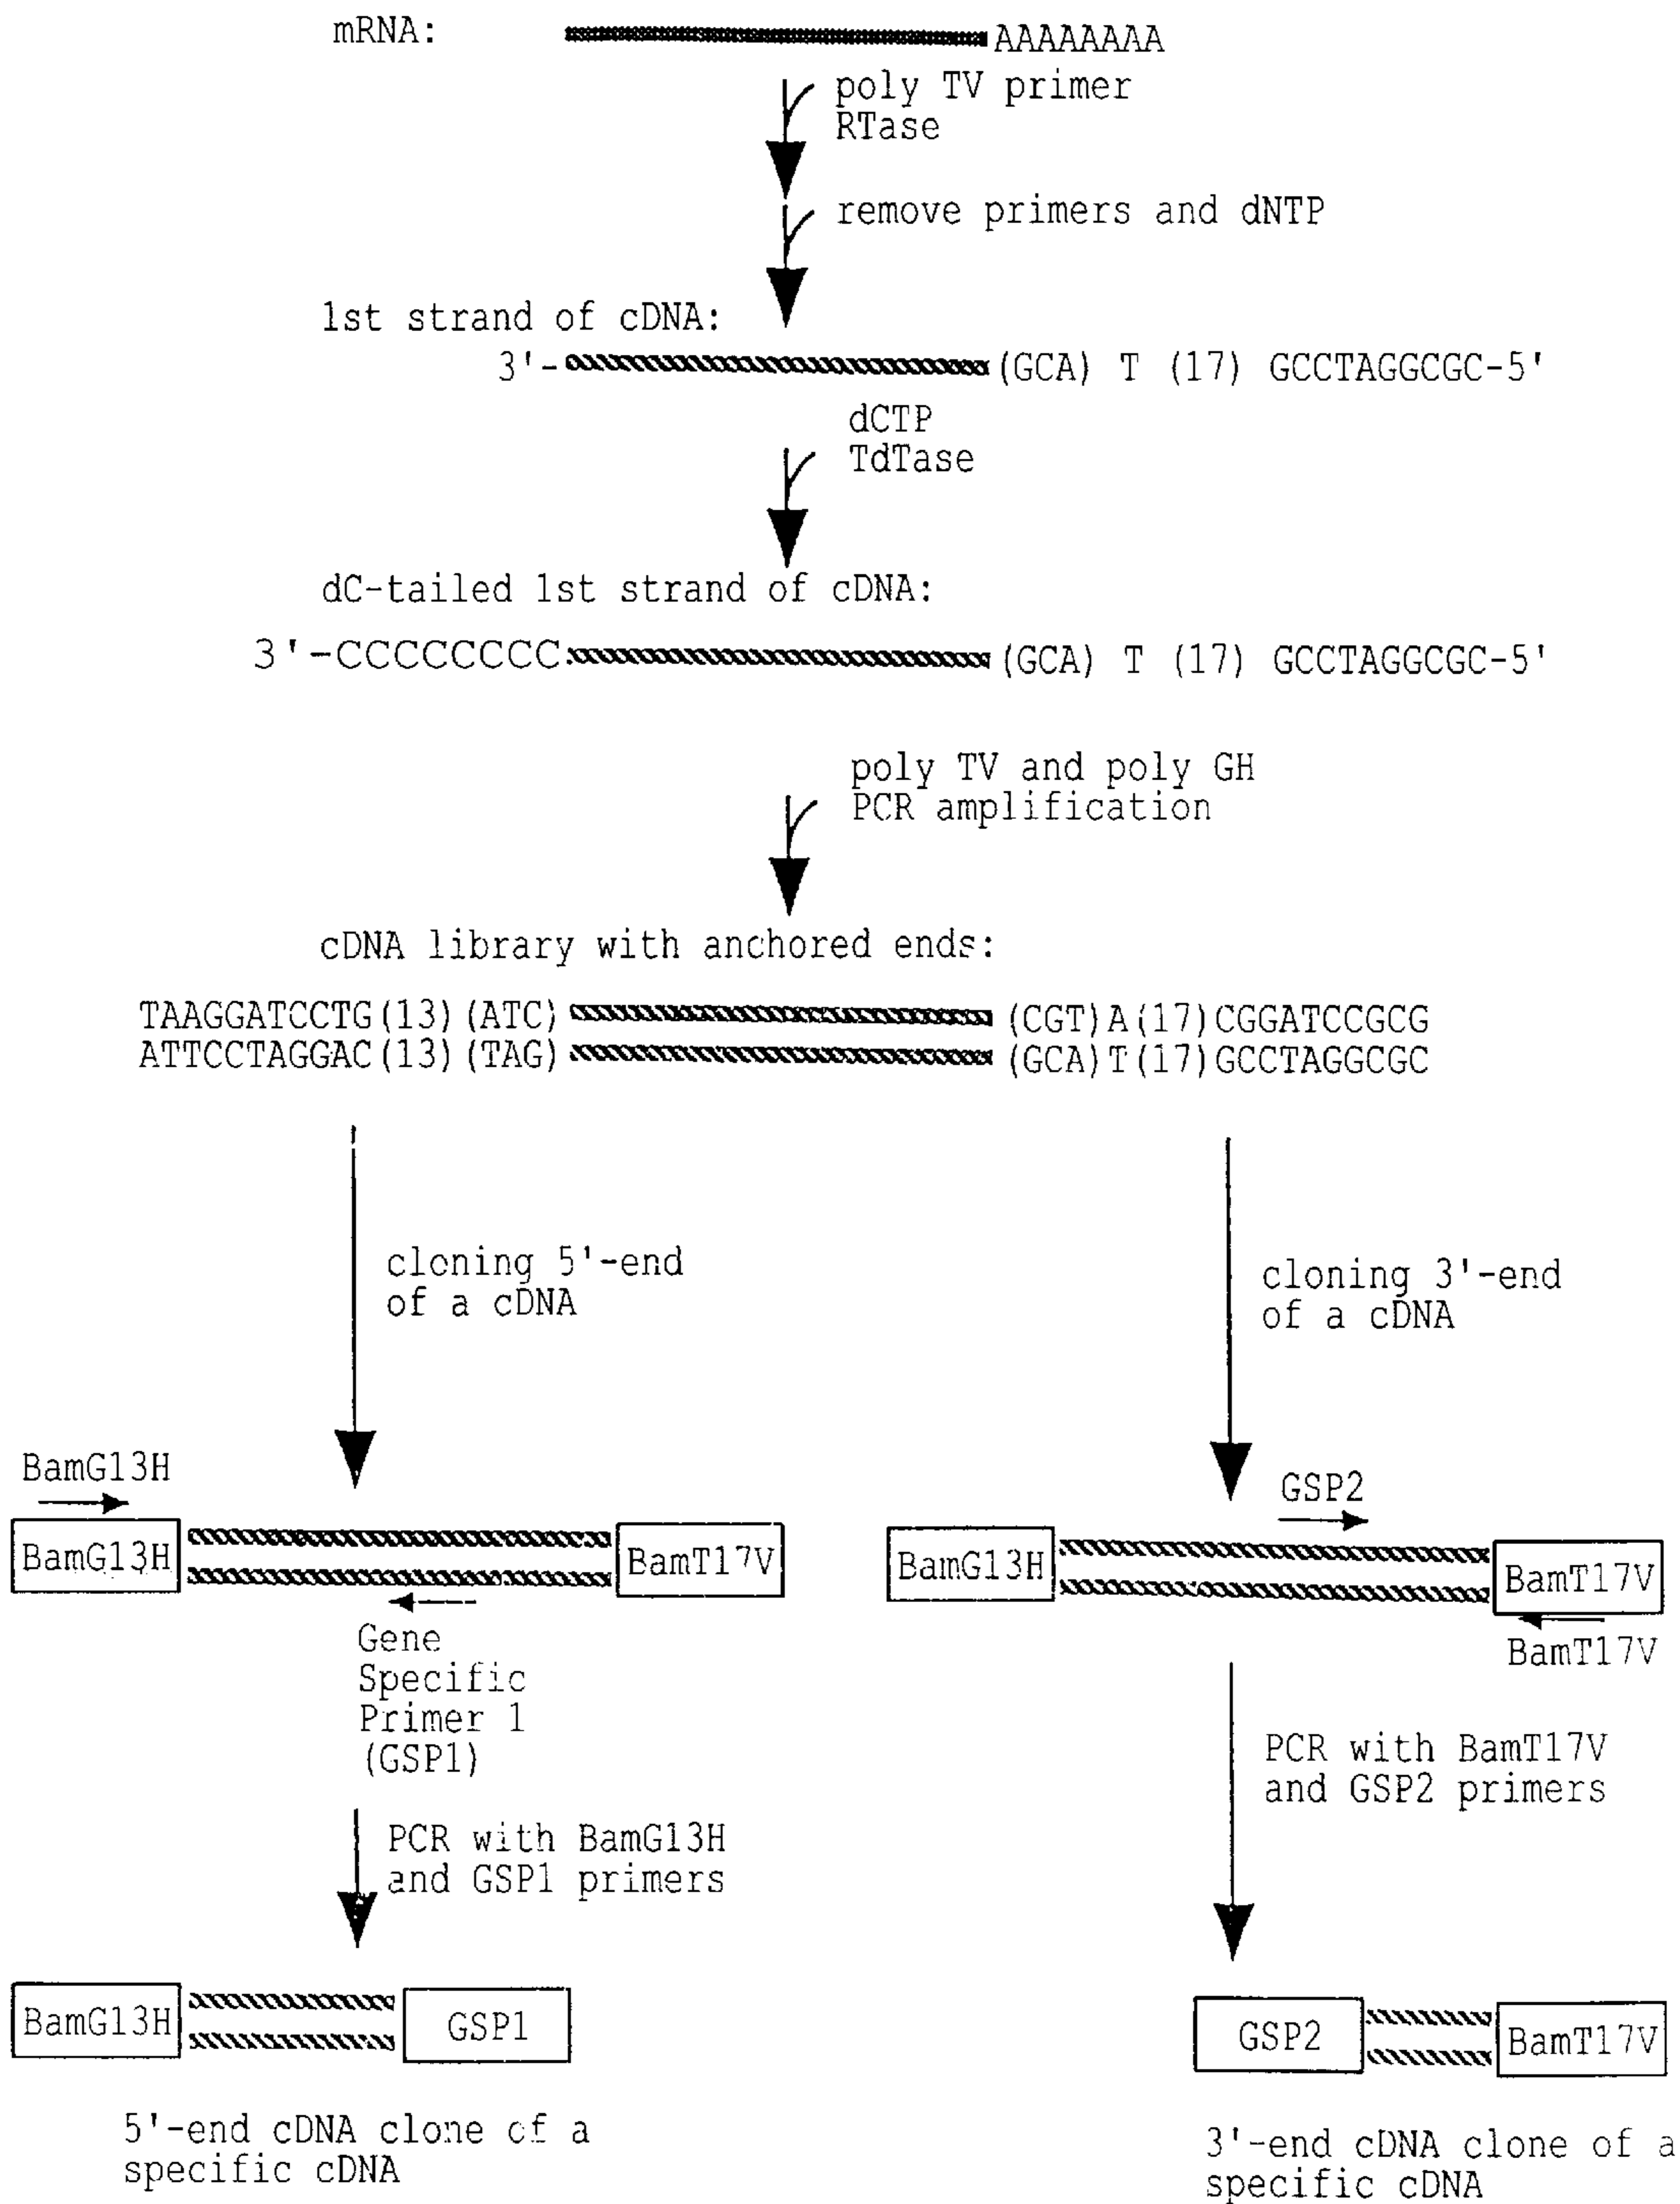 mRNA:
AAAAAAAA
poly TV primer
RTase
remove primers and dNTP
1st strand of cDNA:
3'-
(GCA) T (17) GCCTAGGCGC-5'
dCTP
TdTase
dC-tailed 1st strand of cDNA:
3'-CCCCCCCC
(GCA) T (17) GCCTAGGCGC-5'
poly TV and poly GH
PCR amplification
cDNA library with anchored ends:
TAAGGATCCTG(13)(ATC)
(CGT)A(17)CGGATCCGCG
ATTCCTAGGAC(13)(TAG)
(GCA)T(17)GCCTAGGCGC
cloning 5'-end
of a cDNA
cloning 3'-end
of a cDNA
BamG13H
BamG13H
BamT17V
Gene
Specific
Primer 1
(GSP1)
PCR with BamG13H
and GSP1 primers
BamG13H
GSP1
5'-end cDNA clone of a
specific cDNA
GSP2
BamG13H
BamT17V
BamT17V
PCR with BamT17V
and GSP2 primers
GSP2
BamT17V
3'-end cDNA clone of a
specific cDNA